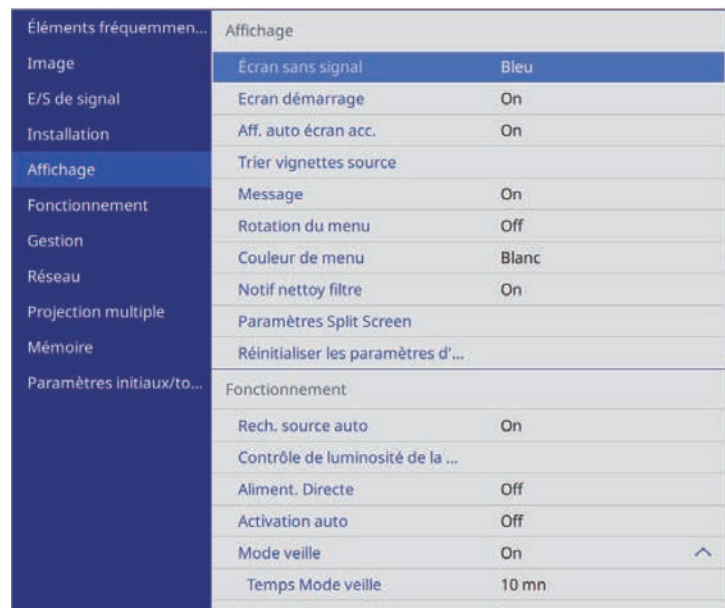 Éléments fréquemmen...
Image
E/S de signal
Installation
Affichage
Fonctionnement
Gestion
Réseau
Projection multiple
Mémoire
Paramètres initiaux/to...
Affichage
Écran sans signal Bleu
Ecran démarrage On
Aff. auto écran acc. On
Trier vignettes source
Message On
Rotation du menu Off
Couleur de menu Blanc
Notif nettoy filtre On
Paramètres Split Screen
Réinitialiser les paramètres d'...
Fonctionnement
Rech. source auto On
Contrôle de luminosité de la ...
Aliment. Directe Off
Activation auto Off
Mode veille On
Temps Mode veille 10 mn